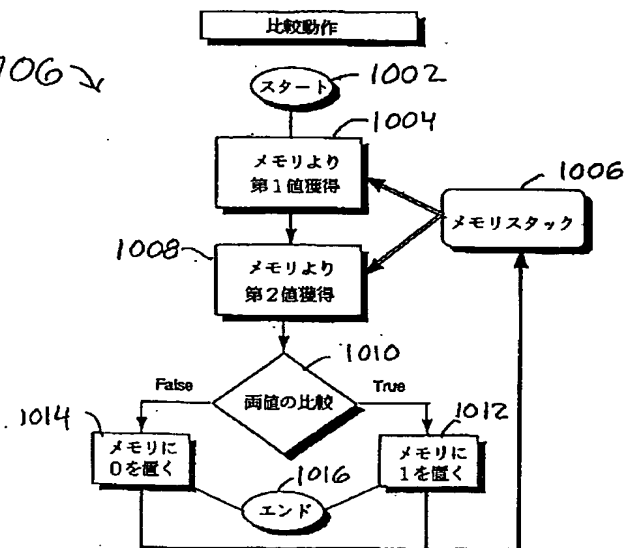 比較動作
706
スタート
1002
1004
メモリより
第1値獲得
1006
メモリスタック
1008
メモリより
第2値獲得
1010
両値の比較
False
True
1014
メモリに
0を置く
1012
メモリに
1を置く
1016
エンド